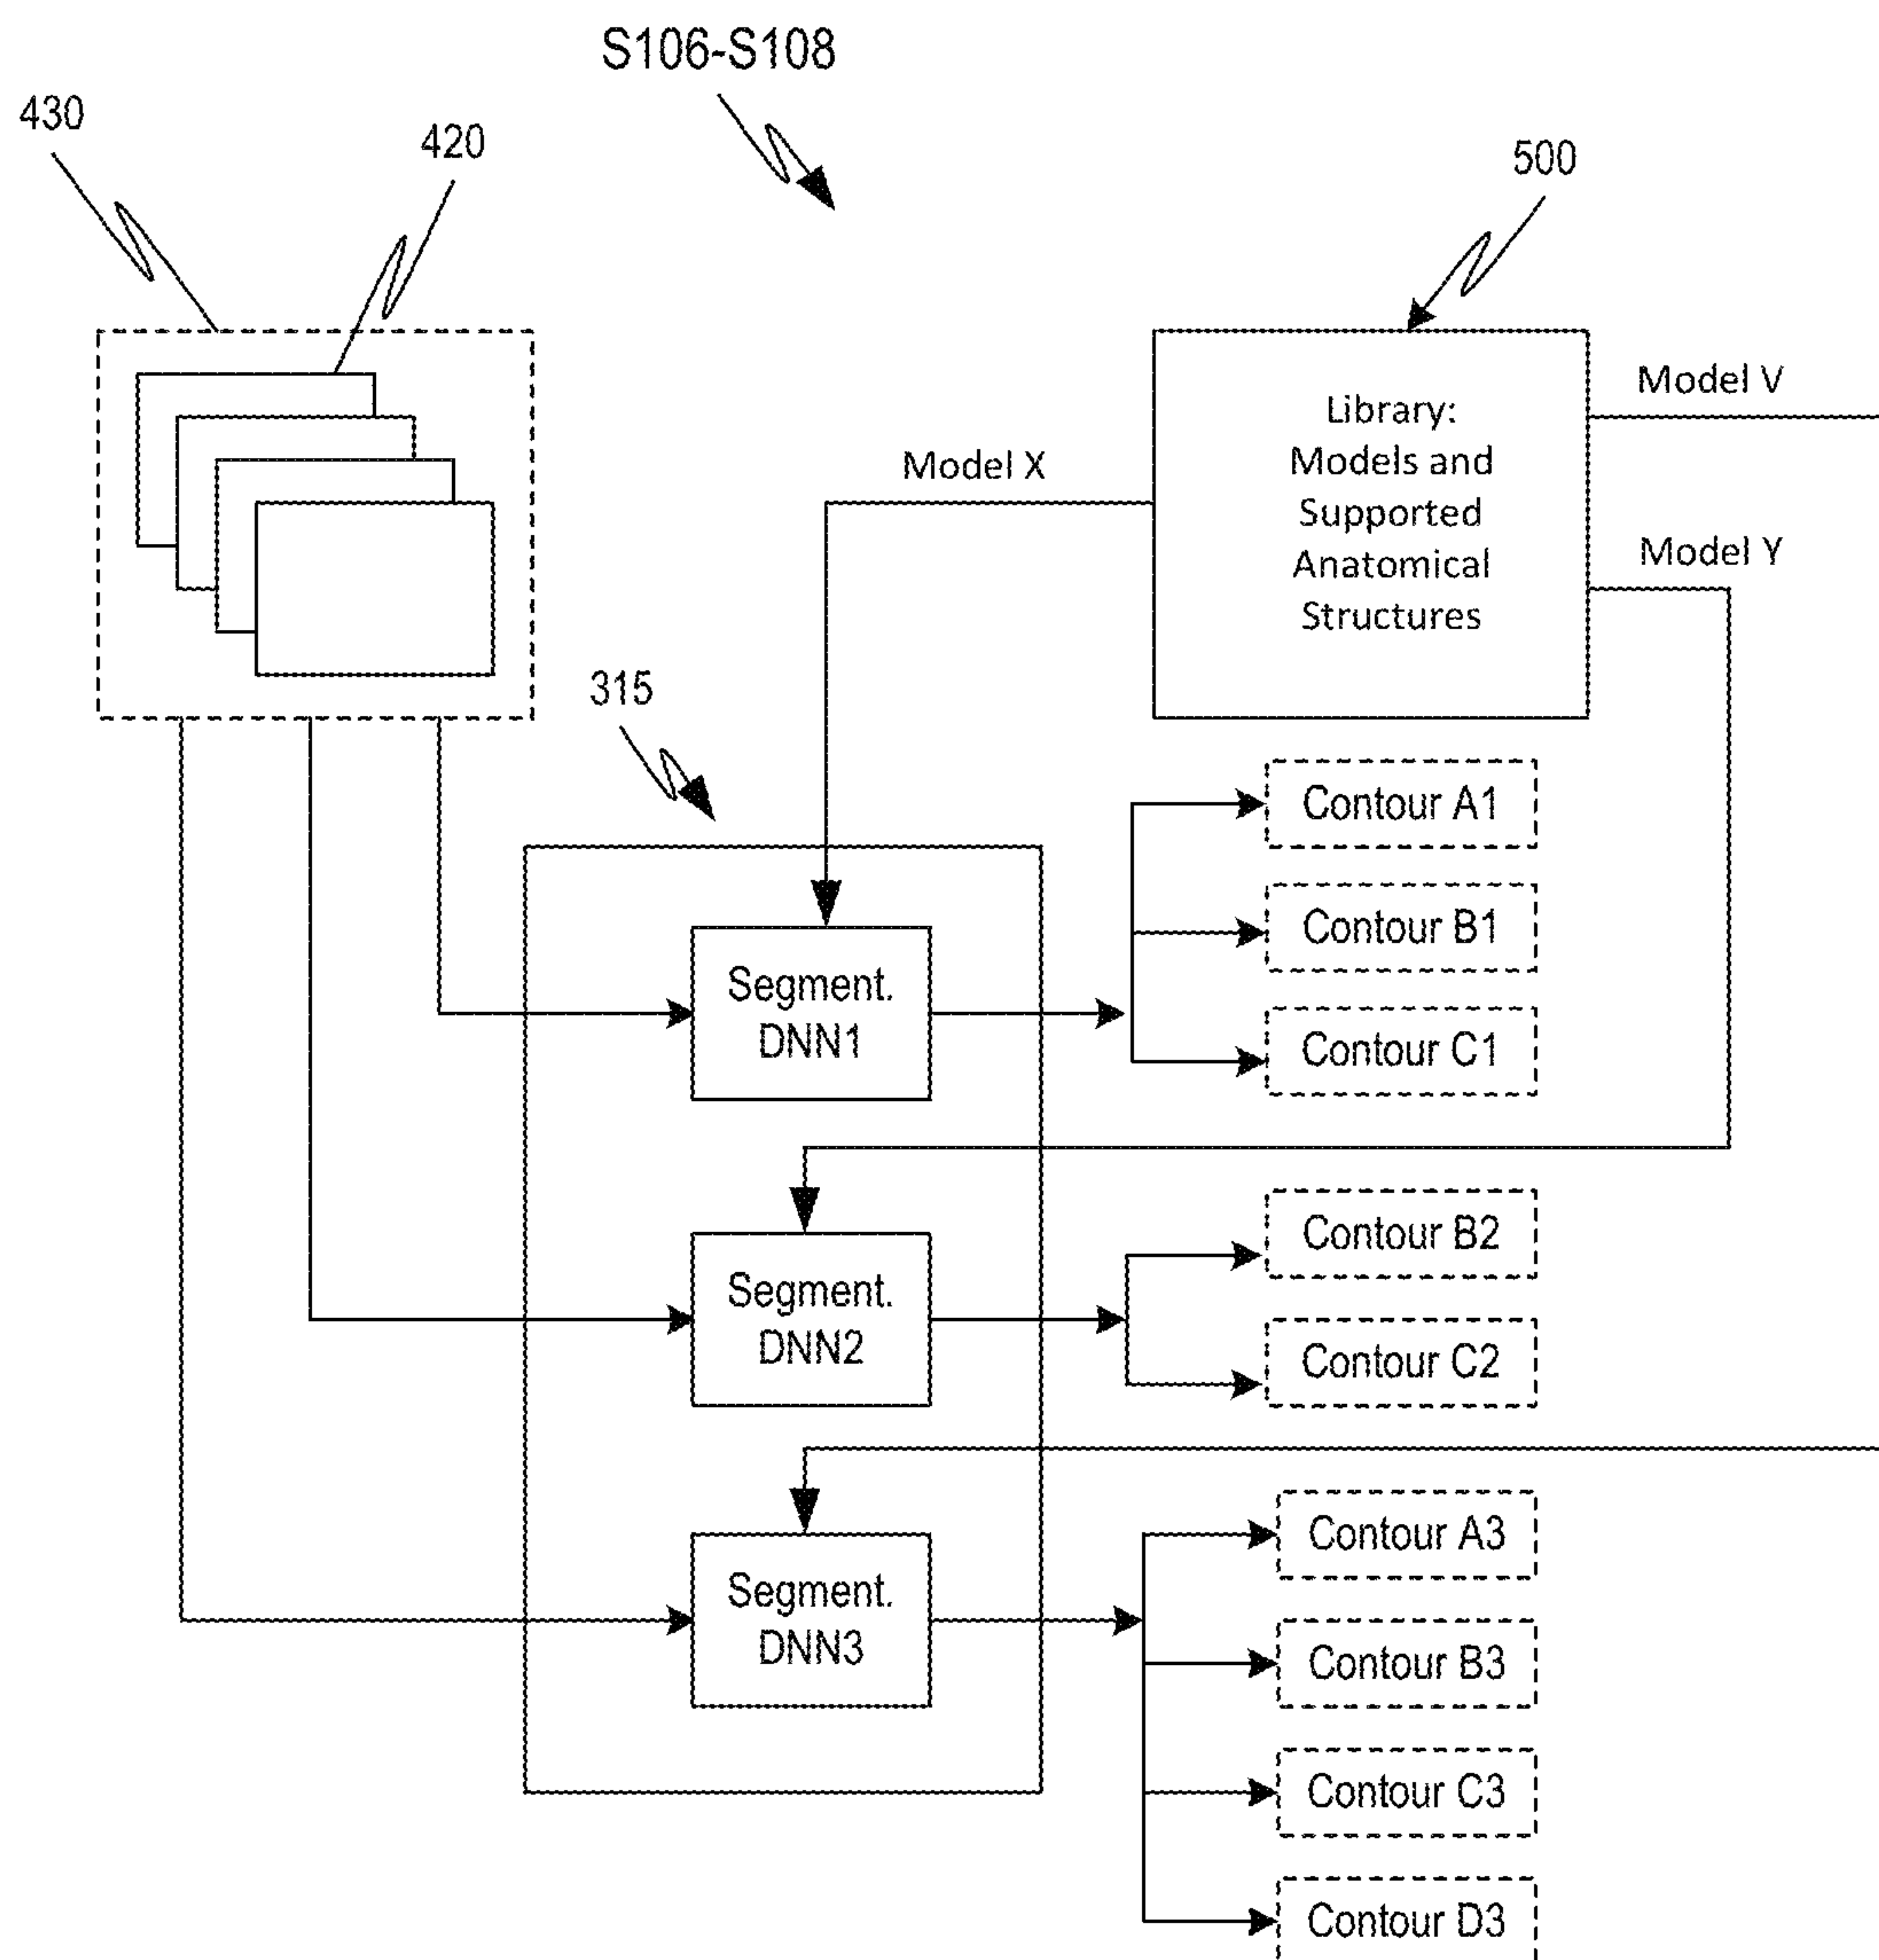 S106-S108
430
420
500
Model V
Library:
Models and
Supported
Anatomical
Structures
Model X
Model Y
315
Contour A1
Contour B1
Segment.
DNN1
Contour C1
Contour B2
Segment.
DNN2
Contour C2
Contour A3
Segment.
DNN3
Contour B3
Contour C3
Contour D3